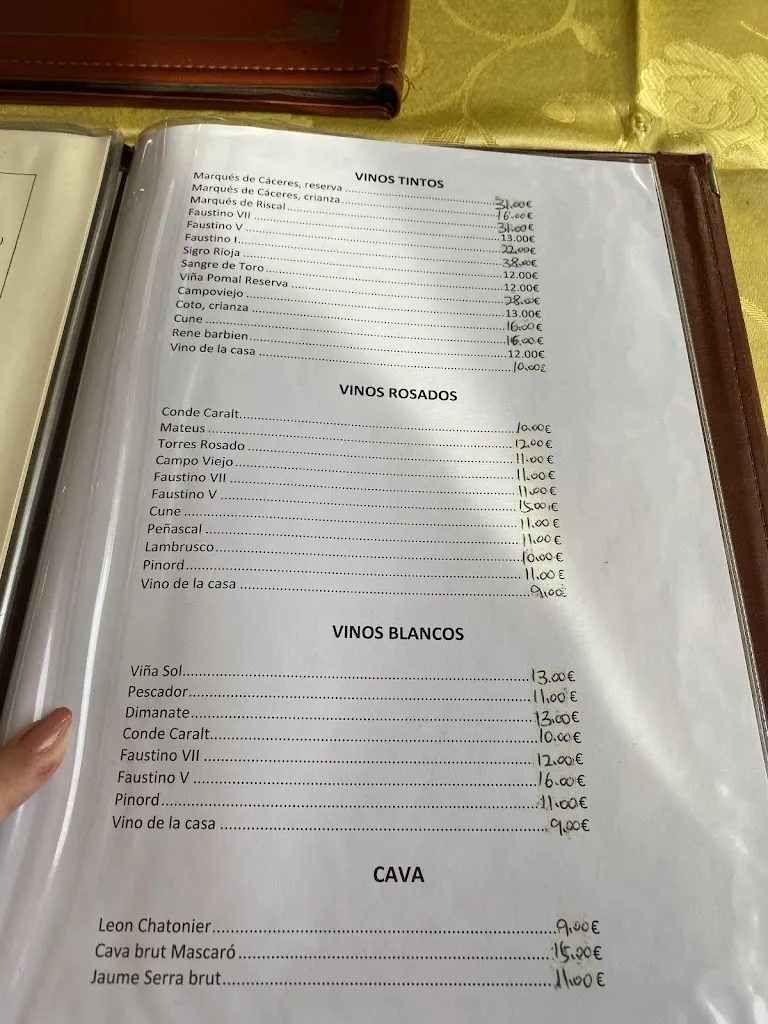 VINOS TINTOS
Marqués de Cáceres, reserva 31.00€
Marqués de Cáceres, crianza 16.00€
Marqués de Riscal 31.00€
Faustino VII 13.00€
Faustino V 22.00€
Faustino I 38.00€
Sigro Rioja 12.00€
Sangre de Toro 12.00€
Viña Pomal Reserva 28.00€
Campoviejo 13.00€
Coto, crianza 16.00€
Cune 16.00€
Rene barbien 12.00€
Vino de la casa 10.00€
VINOS ROSADOS
Conde Caralt 10.00€
Mateus 12.00€
Torres Rosado 11.00€
Campo Viejo 11.00€
Faustino VII 11.00€
Faustino V 15.00€
Cune 11.00€
Peñascal 11.00€
Lambrusco 10.00€
Pinord 11.00€
Vino de la casa 9.00€
VINOS BLANCOS
Viña Sol 13.00€
Pescador 11.00€
Dimanate 13.00€
Conde Caralt 10.00€
Faustino VII 12.00€
Faustino V 16.00€
Pinord 11.00€
Vino de la casa 9.00€
CAVA
Leon Chatonier 9.00€
Cava brut Mascaró 15.00€
Jaume Serra brut 11.00€